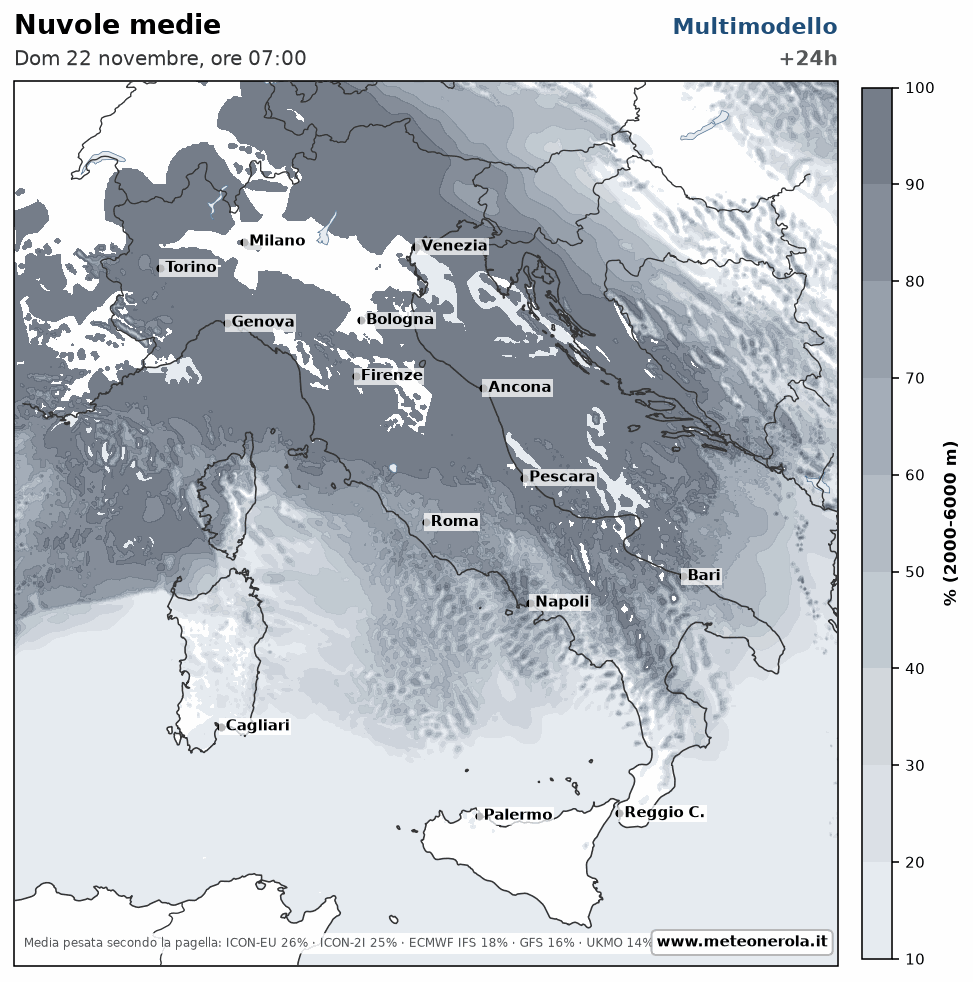 Nuvole medie
Multimodello
Dom 22 novembre, ore 07:00
+24h
100
90
80
70
60
50
40
30
20
10
% (2000-6000 m)
Milano
Venezia
Torino
Genova
Bologna
Firenze
Ancona
Pescara
Roma
Bari
Napoli
Cagliari
Palermo
Reggio C.
Media pesata secondo la pagella: ICON-EU 26% · ICON-2I 25% · ECMWF IFS 18% · GFS 16% · UKMO 14%
www.meteonerola.it